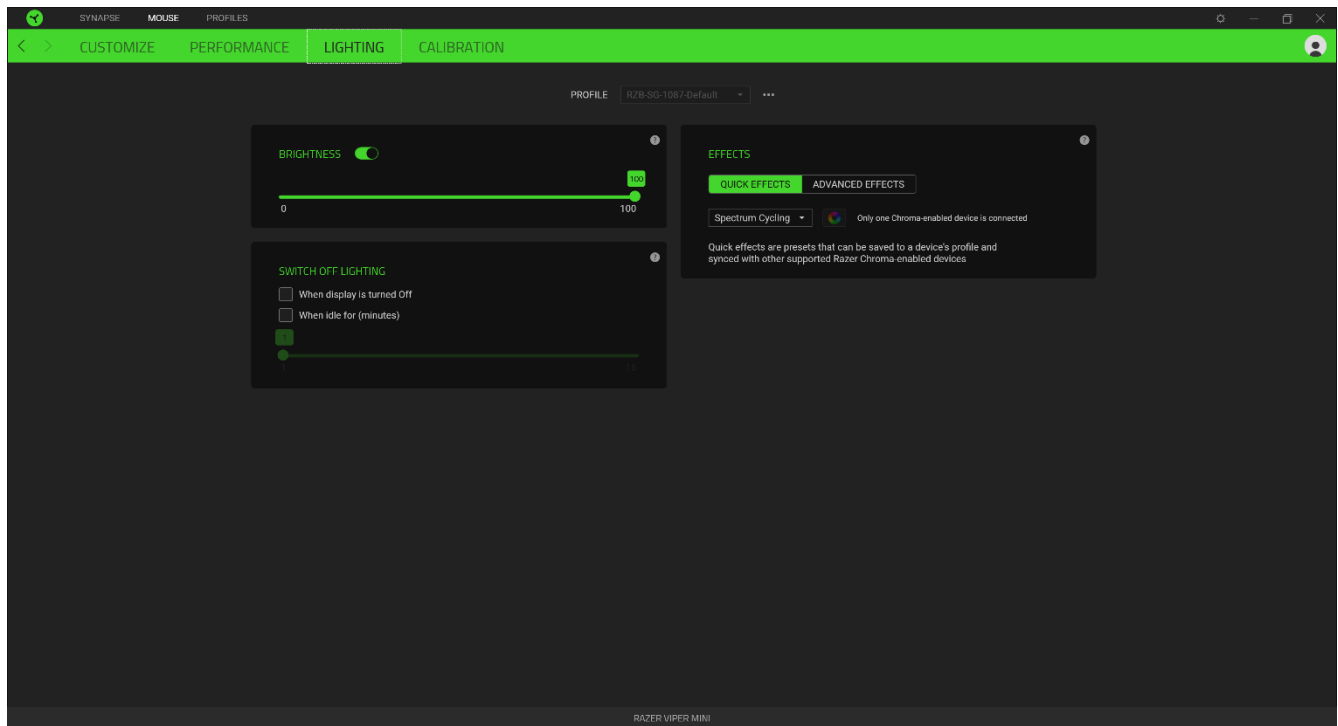 SYNAPSE MOUSE PROFILES
CUSTOMIZE PERFORMANCE LIGHTING CALIBRATION
PROFILE RZB-SG-1087-Default
BRIGHTNESS
100
0 100
SWITCH OFF LIGHTING
When display is turned Off
When idle for (minutes)
1
1 15
EFFECTS
QUICK EFFECTS ADVANCED EFFECTS
Spectrum Cycling Only one Chroma-enabled device is connected
Quick effects are presets that can be saved to a device's profile and
synced with other supported Razer Chroma-enabled devices
RAZER VIPER MINI